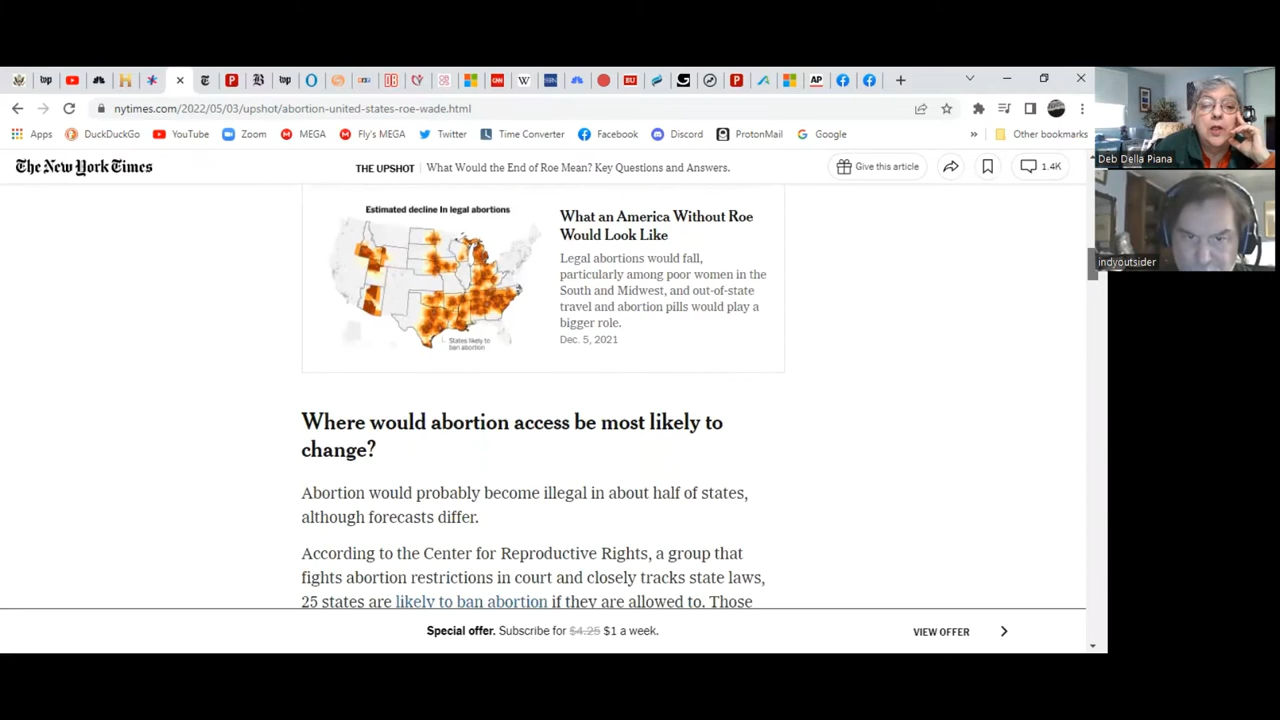 nytimes.com/2022/05/03/upshot/abortion-united-states-roe-wade.html
Apps DuckDuckGo YouTube Zoom MEGA Fly's MEGA Twitter Time Converter Facebook Discord ProtonMail Google » Other bookmarks
The New York Times
THE UPSHOT | What Would the End of Roe Mean? Key Questions and Answers.
Give this article
1.4K
Deb Della Piana
indyoutsider
Estimated decline In legal abortions
States likely to
ban abortion
What an America Without Roe
Would Look Like
Legal abortions would fall,
particularly among poor women in the
South and Midwest, and out-of-state
travel and abortion pills would play a
bigger role.
Dec. 5, 2021
Where would abortion access be most likely to
change?
Abortion would probably become illegal in about half of states,
although forecasts differ.
According to the Center for Reproductive Rights, a group that
fights abortion restrictions in court and closely tracks state laws,
25 states are likely to ban abortion if they are allowed to. Those
Special offer. Subscribe for $4.25 $1 a week.
VIEW OFFER